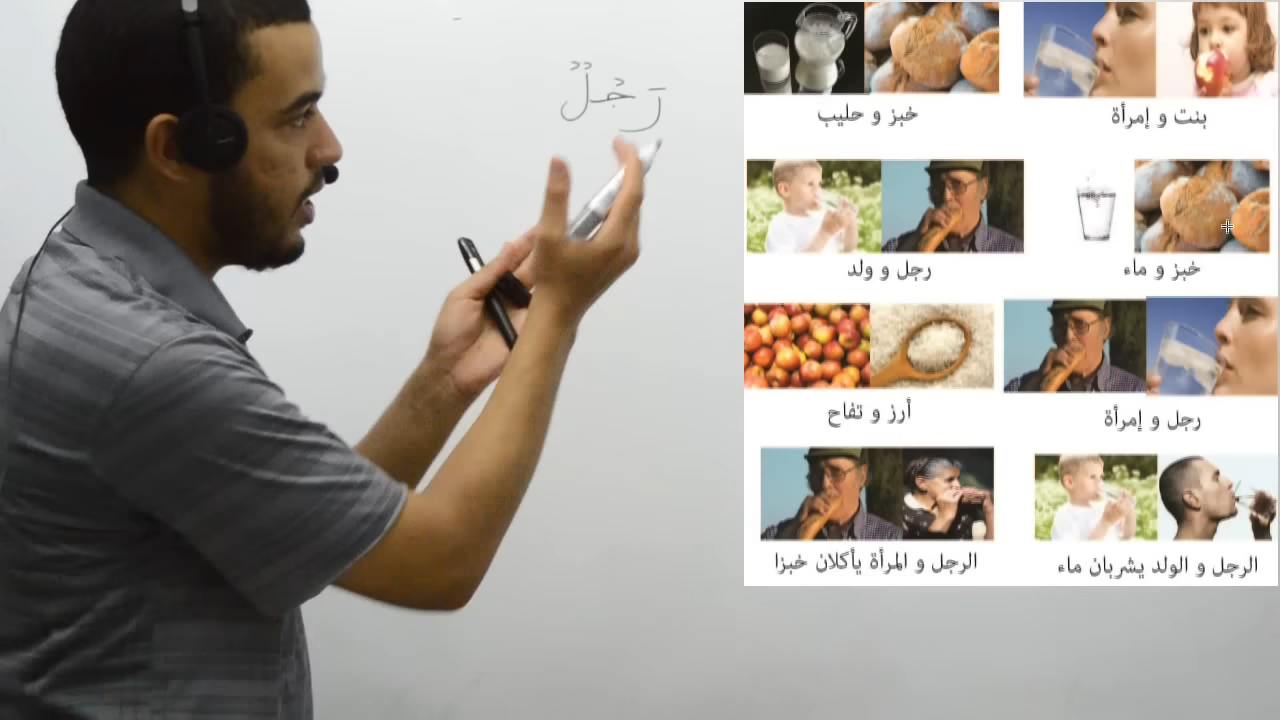 رَجُلٌ
بنت و إمرأة
خبز و حليب
خبز و ماء
رجل و ولد
رجل و إمرأة
أرز و تفاح
الرجل و الولد يشربان ماء
الرجل و المرأة يأكلان خبزا